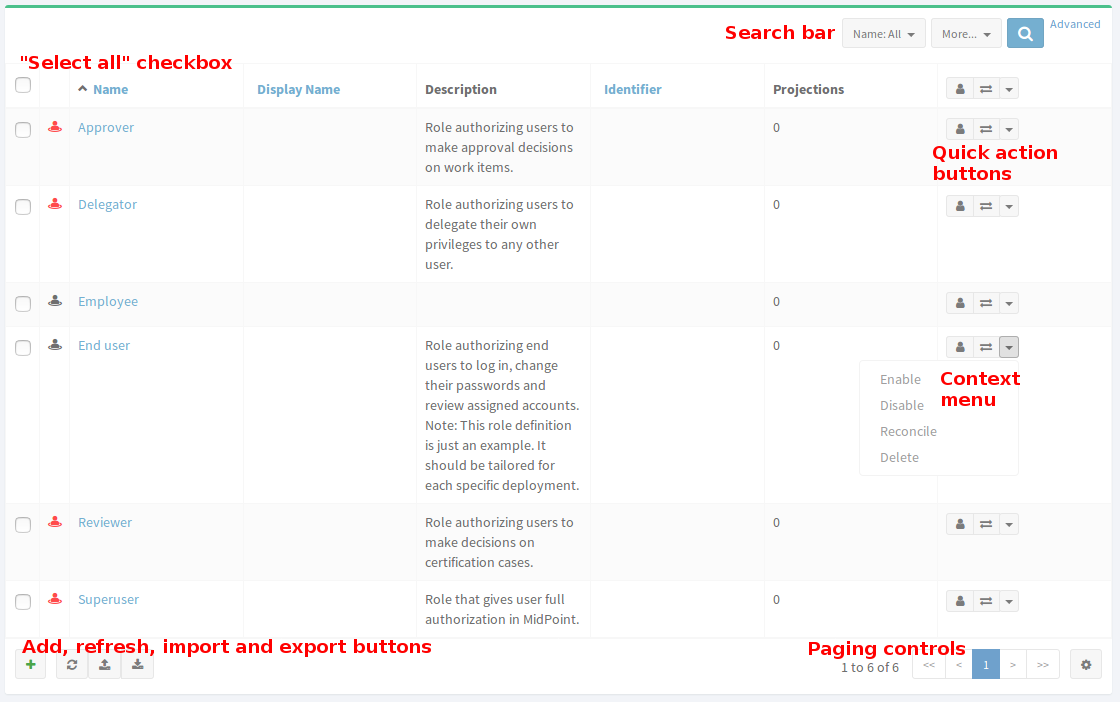 Search bar
Name: All
More...
Advanced
"Select all" checkbox
Name
Display Name
Description
Identifier
Projections
Approver
Role authorizing users to
make approval decisions
on work items.
0
Quick action
buttons
Delegator
Role authorizing users to
delegate their own
privileges to any other
user.
0
Employee
0
End user
Role authorizing end
users to log in, change
their passwords and
review assigned accounts.
Note: This role definition
is just an example. It
should be tailored for
each specific deployment.
0
Enable
Disable
Reconcile
Delete
Context
menu
Reviewer
Role authorizing users to
make decisions on
certification cases.
0
Superuser
Role that gives user full
authorization in MidPoint.
0
Add, refresh, import and export buttons
Paging controls
1 to 6 of 6
<<
<
1
>
>>